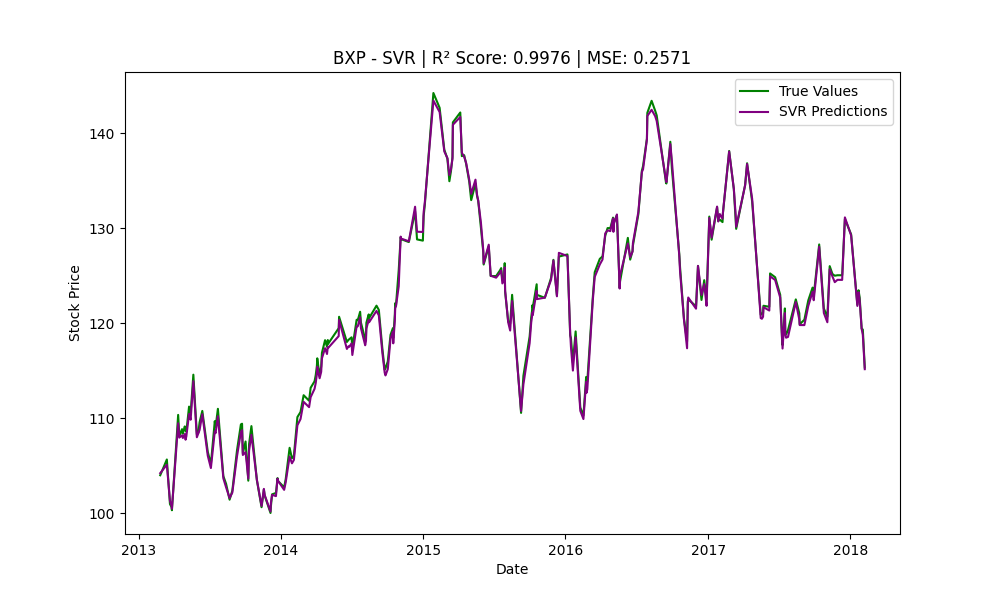 BXP - SVR | R² Score: 0.9976 | MSE: 0.2571
True Values
SVR Predictions
Stock Price
140
130
120
110
100
2013 2014 2015 2016 2017 2018
Date